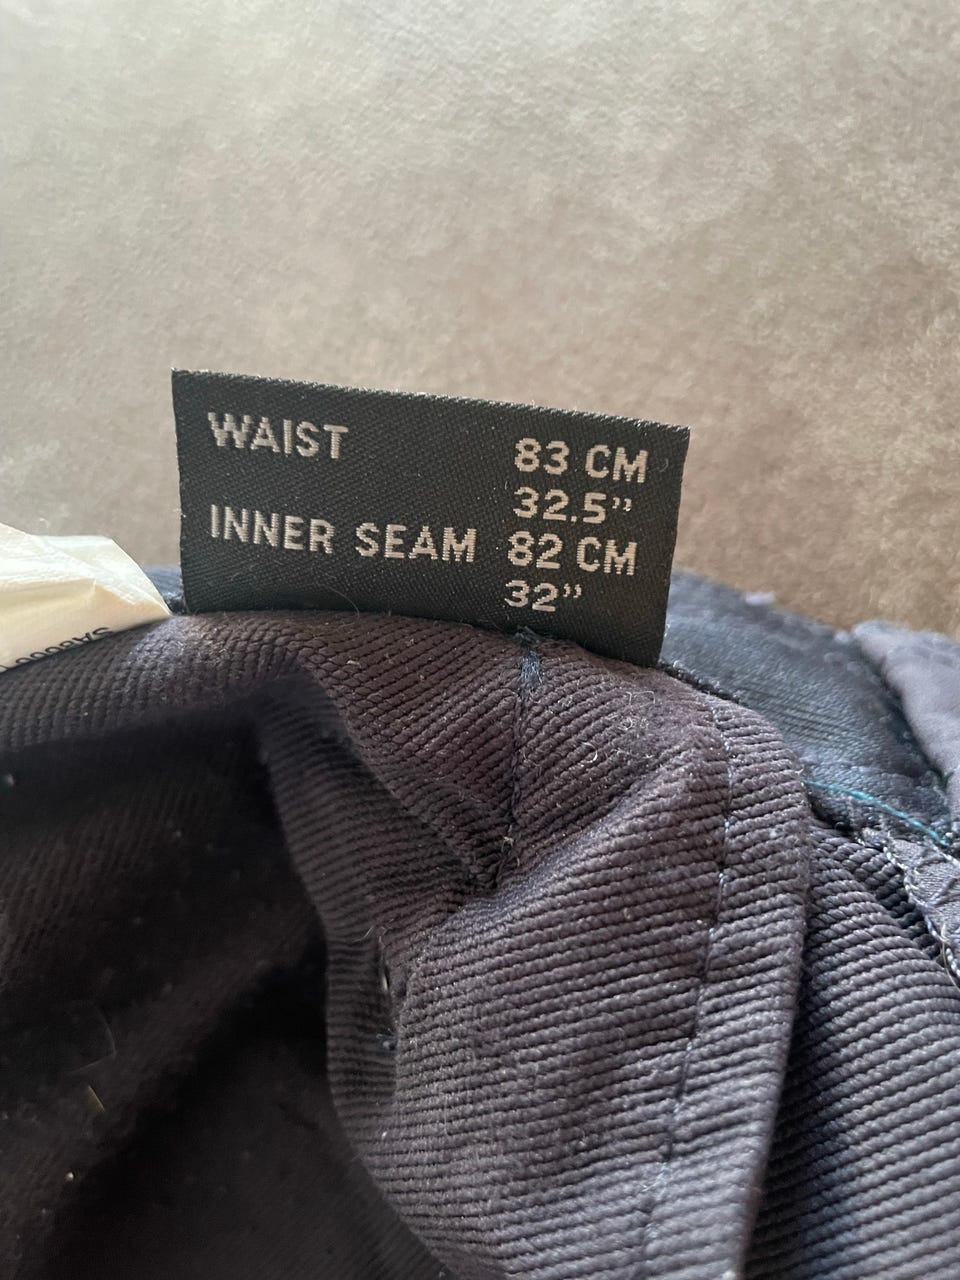 WAIST 83 CM
32.5"
INNER SEAM 82 CM
32"